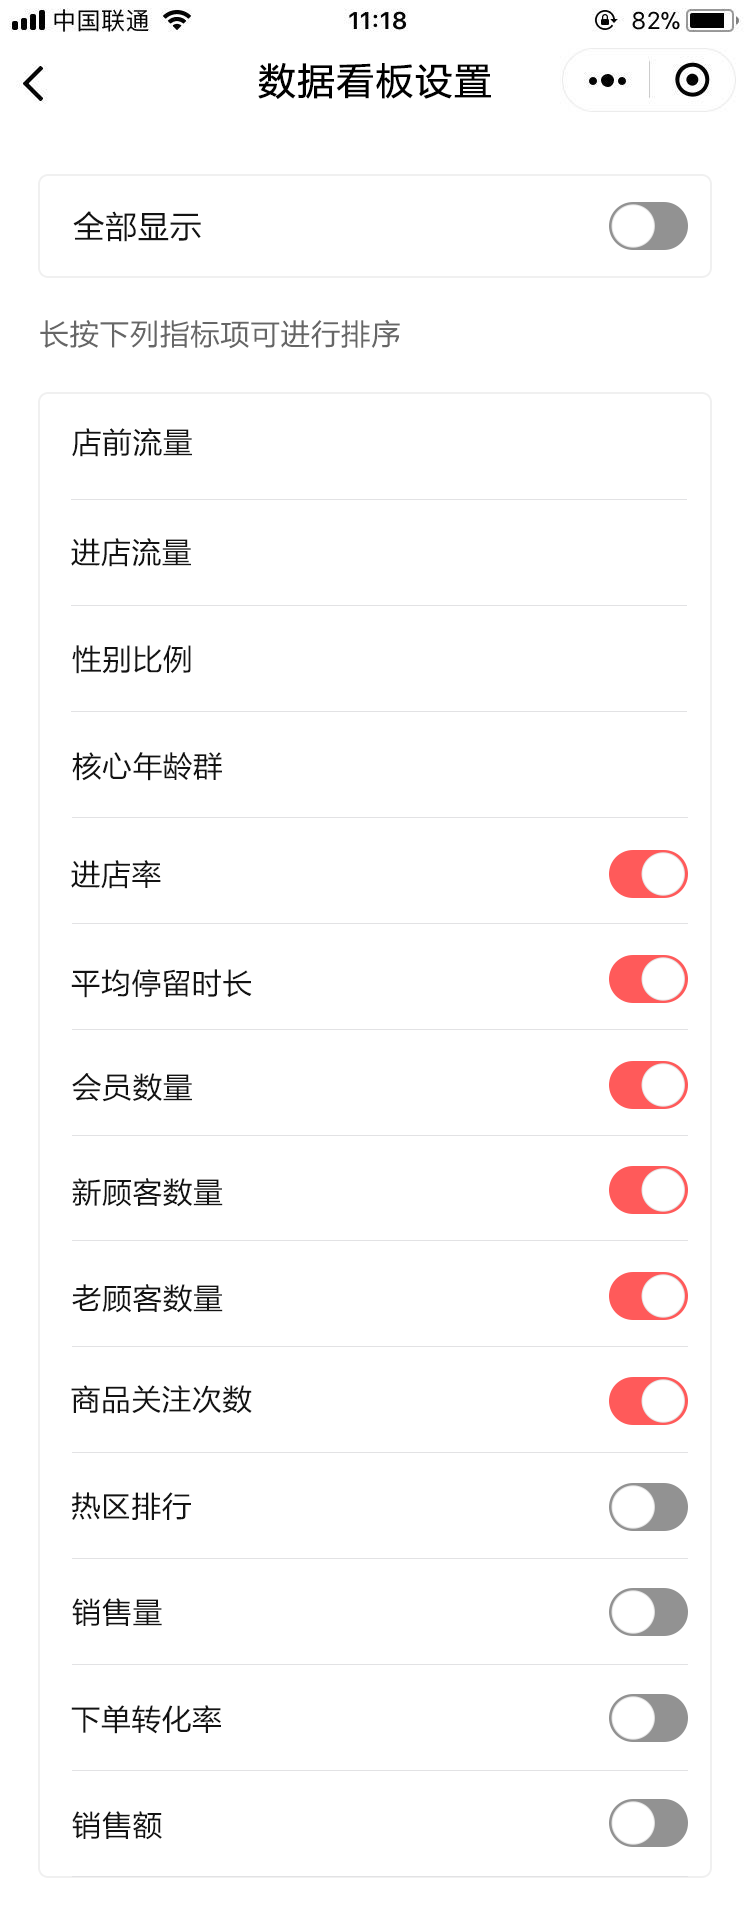 中国联通 11:18 82%
数据看板设置
全部显示
长按下列指标项可进行排序
店前流量
进店流量
性别比例
核心年龄群
进店率
平均停留时长
会员数量
新顾客数量
老顾客数量
商品关注次数
热区排行
销售量
下单转化率
销售额